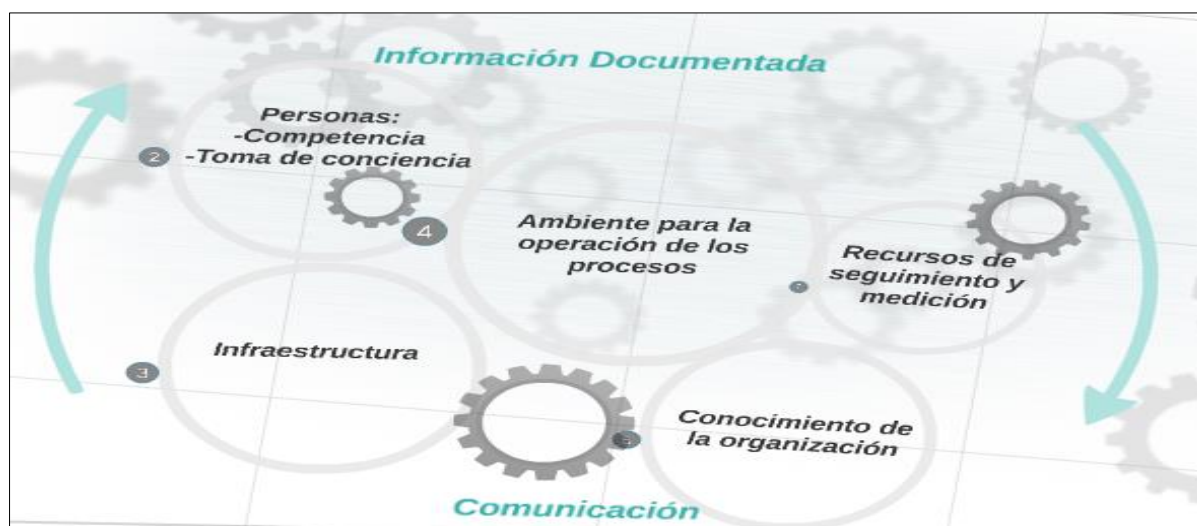 Información Documentada
Personas:
-Competencia
-Toma de conciencia
2
4
Ambiente para la
operación de los
procesos
Recursos de
seguimiento y
medición
Infraestructura
3
Conocimiento de
la organización
Comunicación